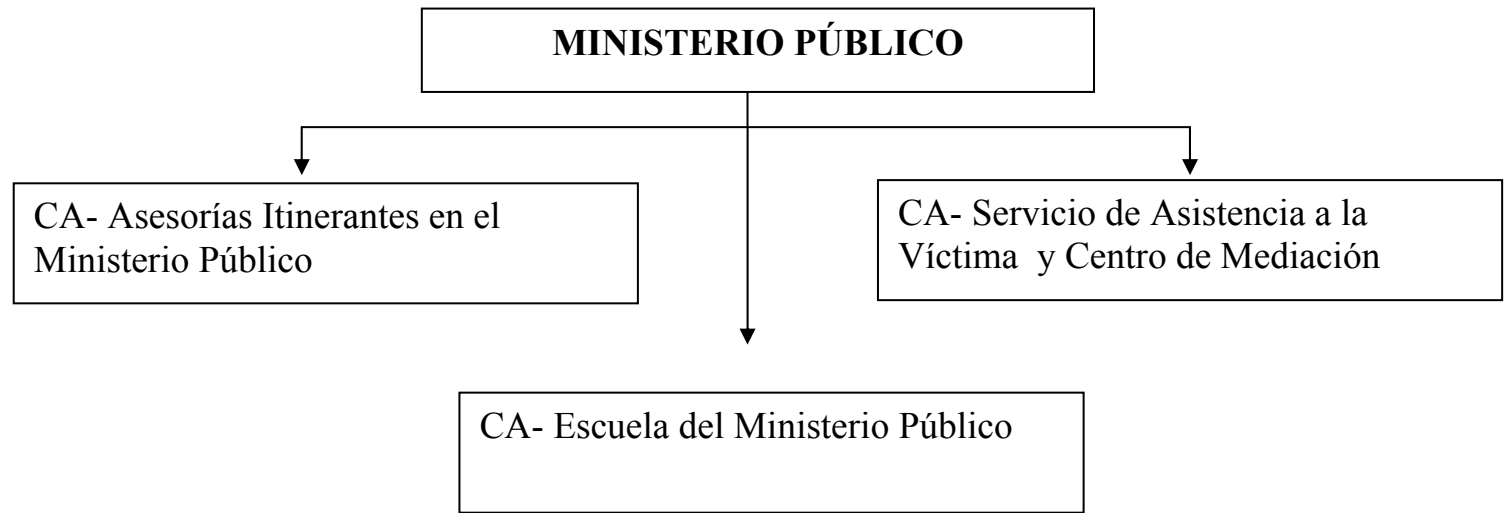 MINISTERIO PÚBLICO
CA- Asesorías Itinerantes en el
Ministerio Público
CA- Servicio de Asistencia a la
Víctima  y Centro de Mediación
CA- Escuela del Ministerio Público